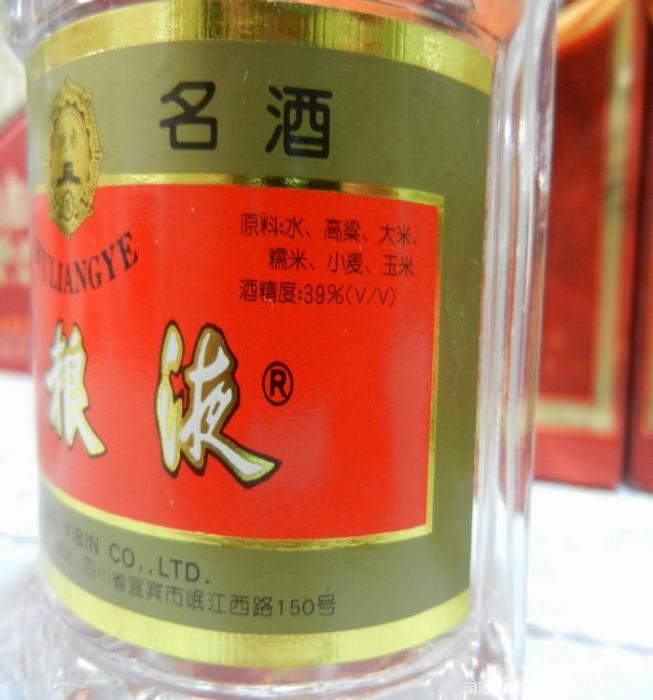 名酒
WULIANGYE
原料:水、高粱、大米、
糯米、小麦、玉米
酒精度:39%(V/V)
粮液®
YIBIN CO.,LTD.
四川省宜宾市岷江西路150号